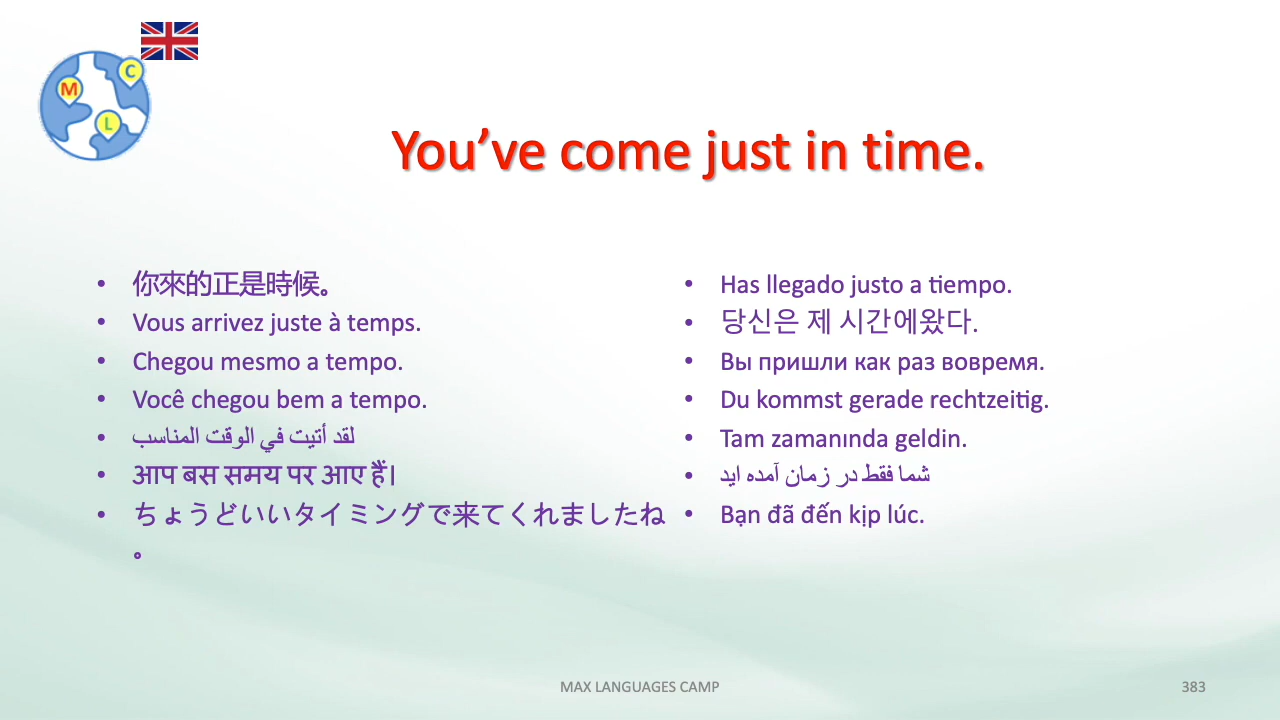 M
C
L
You’ve come just in time.
• 你來的正是時候。
• Vous arrivez juste à temps.
• Chegou mesmo a tempo.
• Você chegou bem a tempo.
• لقد أتيت في الوقت المناسب
• आप बस समय पर आए हैं।
• ちょうどいいタイミングで来てくれましたね
。
• Has llegado justo a tiempo.
• 당신은 제 시간에왔다.
• Вы пришли как раз вовремя.
• Du kommst gerade rechtzeitig.
• Tam zamanında geldin.
• شما فقط در زمان آمده اید
• Bạn đã đến kịp lúc.
MAX LANGUAGES CAMP
383